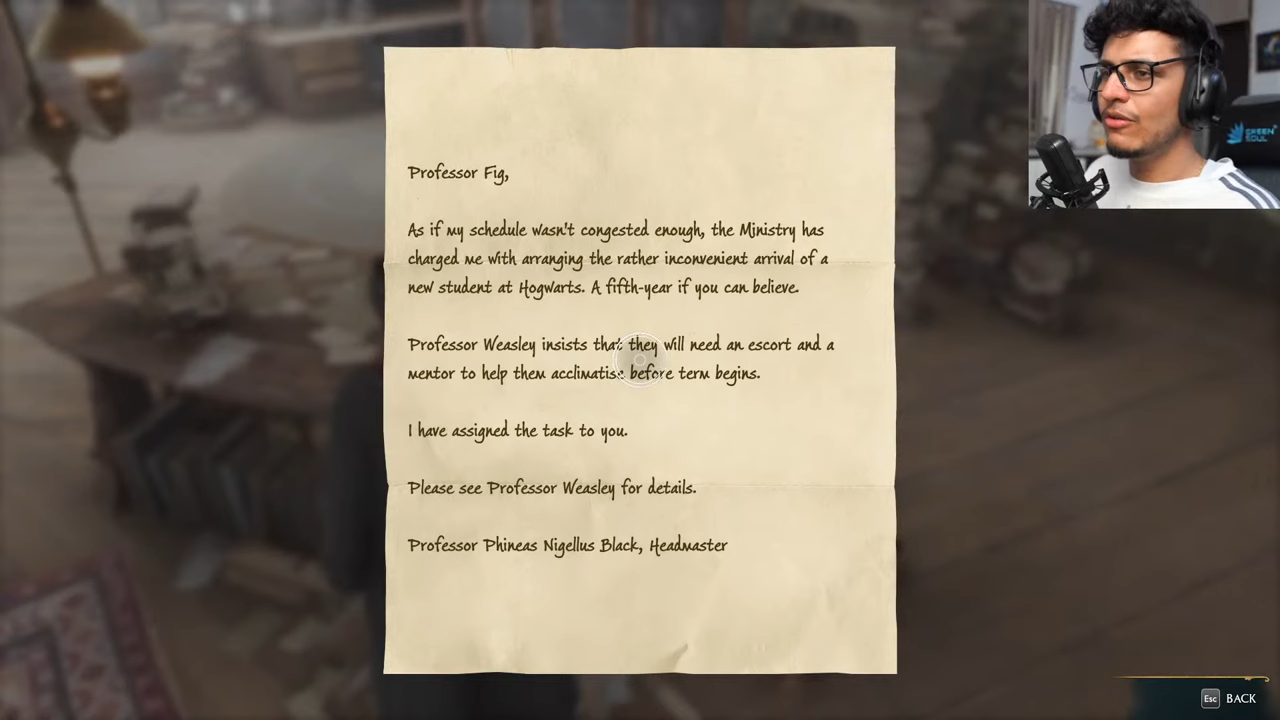 Professor Fig,
As if my schedule wasn't congested enough, the Ministry has
charged me with arranging the rather inconvenient arrival of a
new student at Hogwarts. A fifth-year if you can believe.
Professor Weasley insists that they will need an escort and a
mentor to help them acclimatise before term begins.
I have assigned the task to you.
Please see Professor Weasley for details.
Professor Phineas Nigellus Black, Headmaster
GREEN
SOUL
Esc BACK